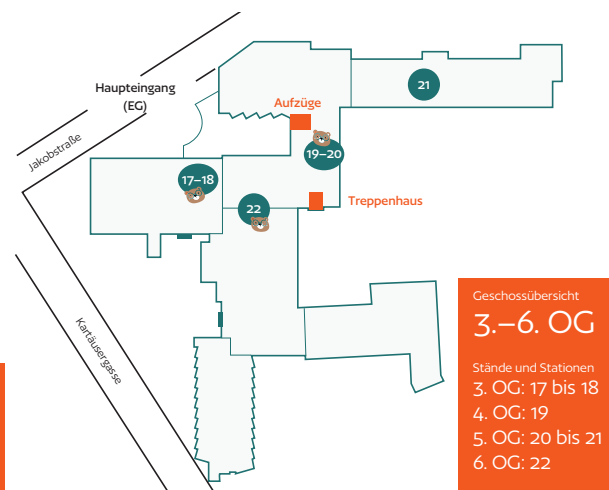 Haupteingang
(EG)
Jakobstraße
Aufzüge
21
19–20
17–18
22
Treppenhaus
Kartäusergasse
Geschossübersicht
3.–6. OG
Stände und Stationen
3. OG: 17 bis 18
4. OG: 19
5. OG: 20 bis 21
6. OG: 22